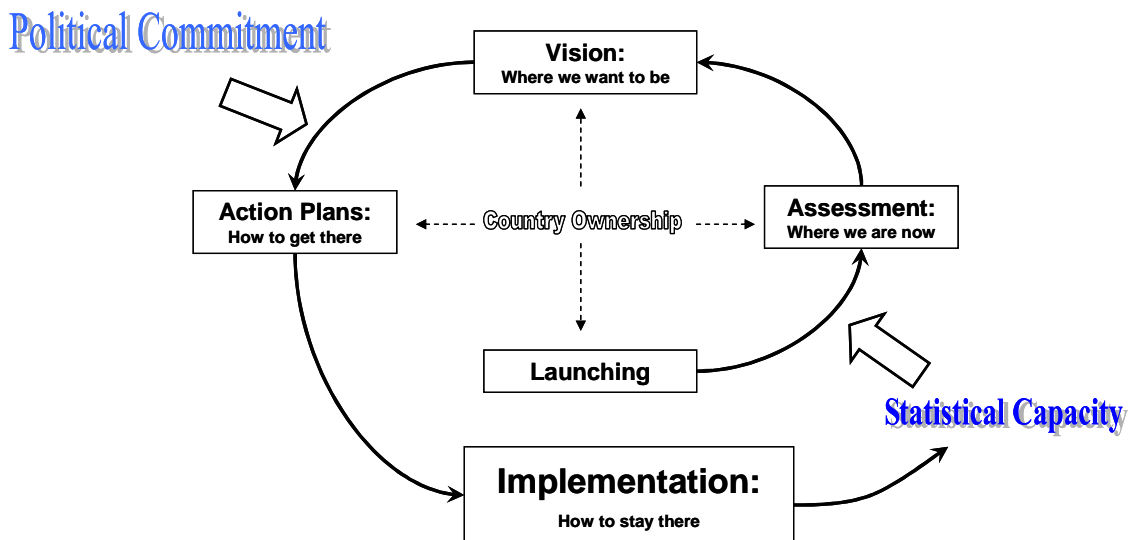 Political Commitment
Vision:
Where we want to be
Action Plans:
How to get there
Country Ownership
Assessment:
Where we are now
Launching
Statistical Capacity
Implementation:
How to stay there